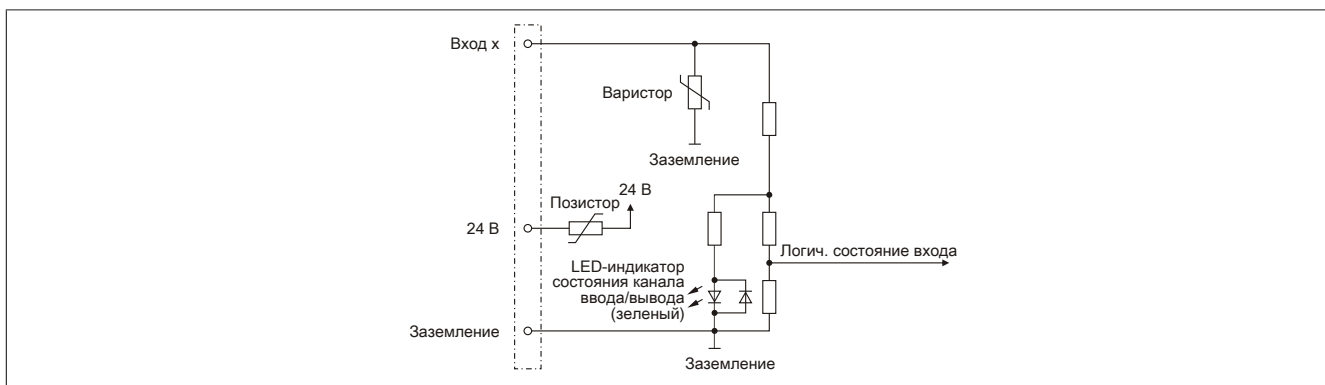 Вход x
Варистор
Заземление
24 В
Позистор
24 В
Логич. состояние входа
LED-индикатор
состояния канала
ввода/вывода
(зеленый)
Заземление
Заземление